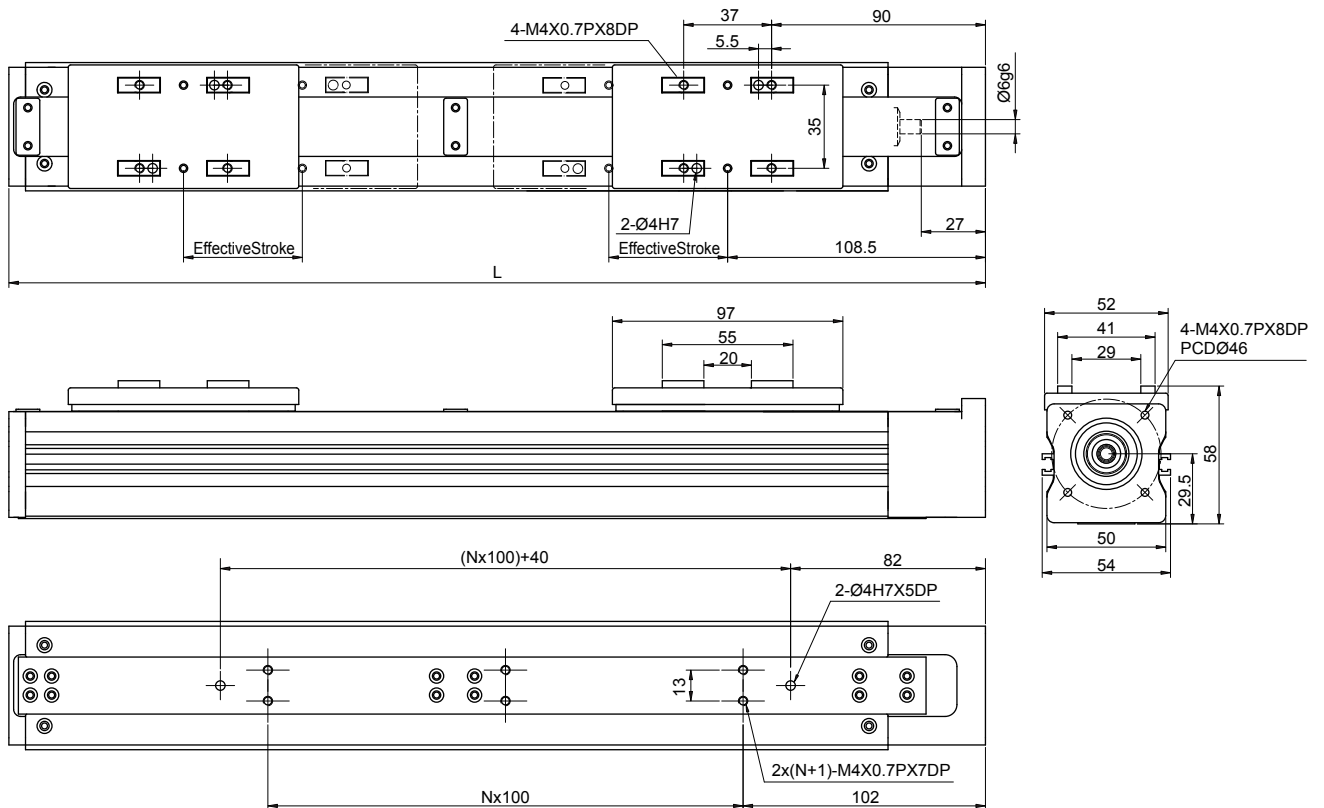 37
90
4-M4X0.7PX8DP
5.5
Ø6g6
35
2-Ø4H7
27
EffectiveStroke
EffectiveStroke
108.5
L
97
55
20
52
41
29
4-M4X0.7PX8DP
PCDØ46
58
29.5
50
54
(Nx100)+40
82
2-Ø4H7X5DP
13
2x(N+1)-M4X0.7PX7DP
Nx100
102